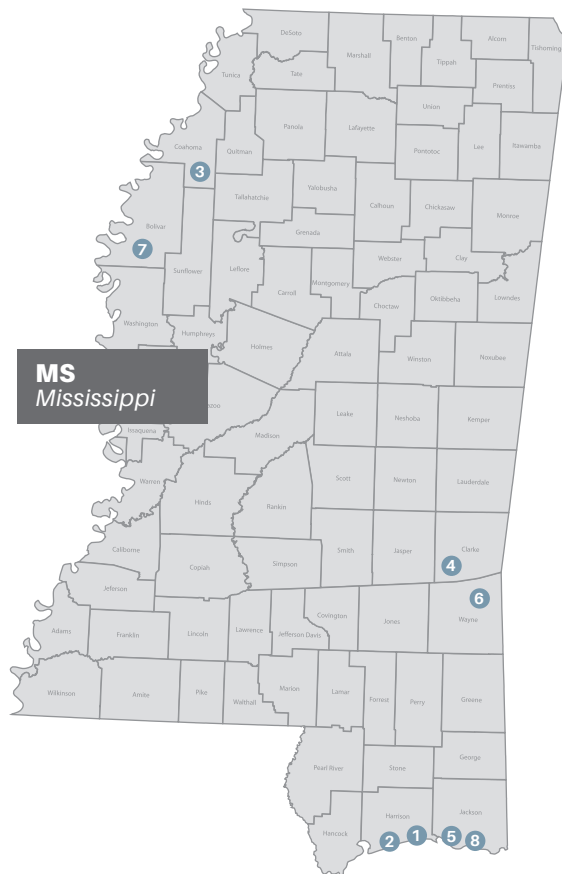 DeSoto
Marshall
Benton
Tippah
Alcorn
Tishoming
Tunica
Tate
Prentiss
Union
Panola
Lafayette
Pontotoc
Lee
Itawamba
Coahoma
Quitman
3
Yalobusha
Tallahatchie
Calhoun
Chickasaw
Monroe
Bolivar
7
Grenada
Sunflower
Leflore
Webster
Clay
Montgomery
Carroll
Choctaw
Oktibbeha
Lowndes
Washington
Humphreys
Holmes
Attala
Winston
Noxubee
MS
Mississippi
azoo
Leake
Neshoba
Kemper
Issaquena
Madison
Warren
Hinds
Rankin
Scott
Newton
Lauderdale
Claiborne
Copiah
Simpson
Smith
Jasper
Clarke
4
Jeferson
6
Adams
Franklin
Lincoln
Lawrence
Jefferson Davis
Covington
Jones
Wayne
Wilkinson
Amite
Pike
Walthall
Marion
Lamar
Forrest
Perry
Greene
Pearl River
Stone
George
Hancock
Harrison
Jackson
2
1
5
8